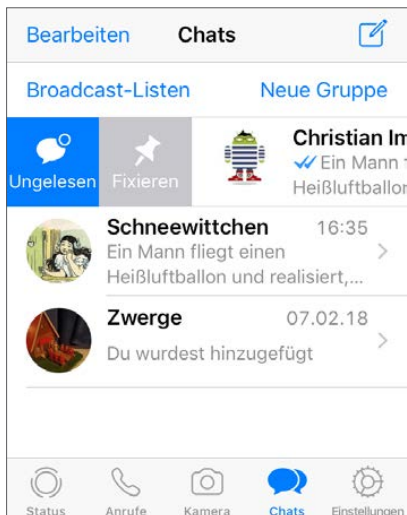 Bearbeiten Chats
Broadcast-Listen Neue Gruppe
Christian Im
Ein Mann
Ungelesen Fixieren Heißluftballon
Schneewittchen 16:35
Ein Mann fliegt einen
Heißluftballon und realisiert,...
Zwerge 07.02.18
Du wurdest hinzugefügt
Status Anrufe Kamera Chats Einstellungen